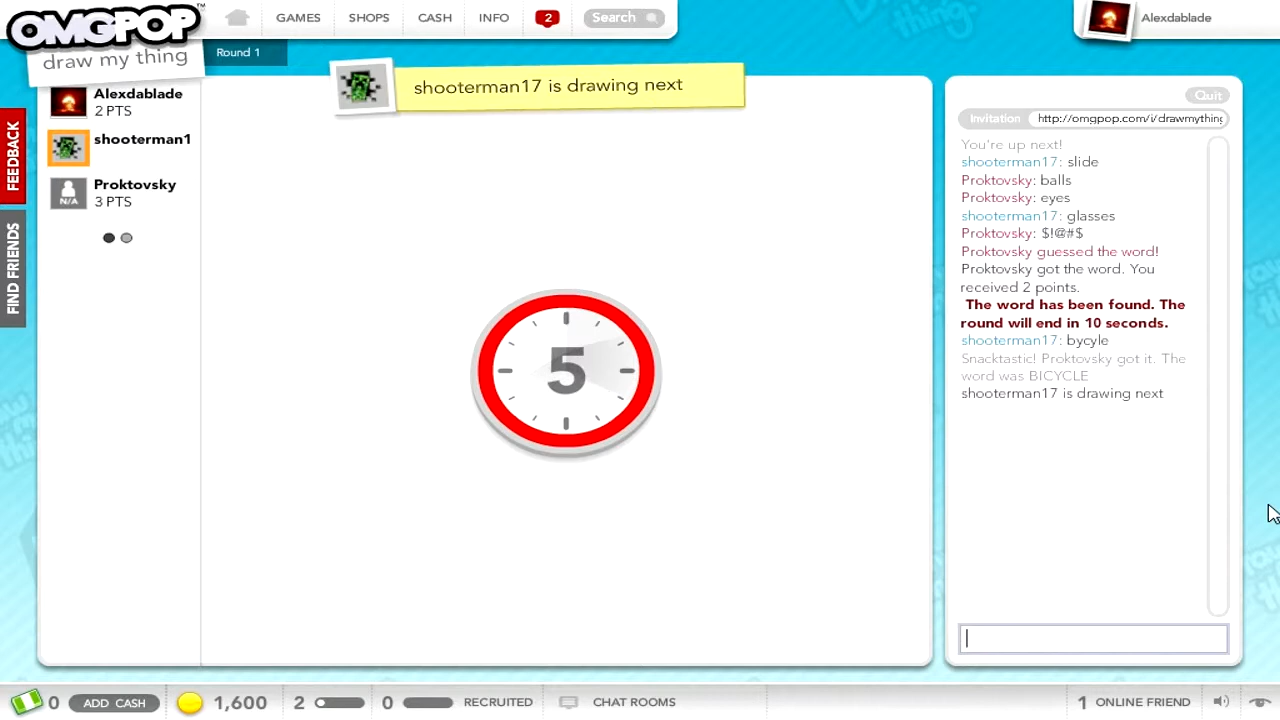 OMGPOP™
GAMES
SHOPS
CASH
INFO
2
Search
Alexdablade
draw my thing
Round 1
shooterman17 is drawing next
Alexdablade
2 PTS
shooterman1
N/A
Proktovsky
3 PTS
FEEDBACK
FIND FRIENDS
5
Quit
Invitation http://omgpop.com/i/drawmything
You're up next!
shooterman17: slide
Proktovsky: balls
Proktovsky: eyes
shooterman17: glasses
Proktovsky: $!@#$
Proktovsky guessed the word!
Proktovsky got the word. You
received 2 points.
The word has been found. The
round will end in 10 seconds.
shooterman17: bycyle
Snacktastic! Proktovsky got it. The
word was BICYCLE
shooterman17 is drawing next
0
ADD CASH
1,600
2
0
RECRUITED
CHAT ROOMS
1 ONLINE FRIEND